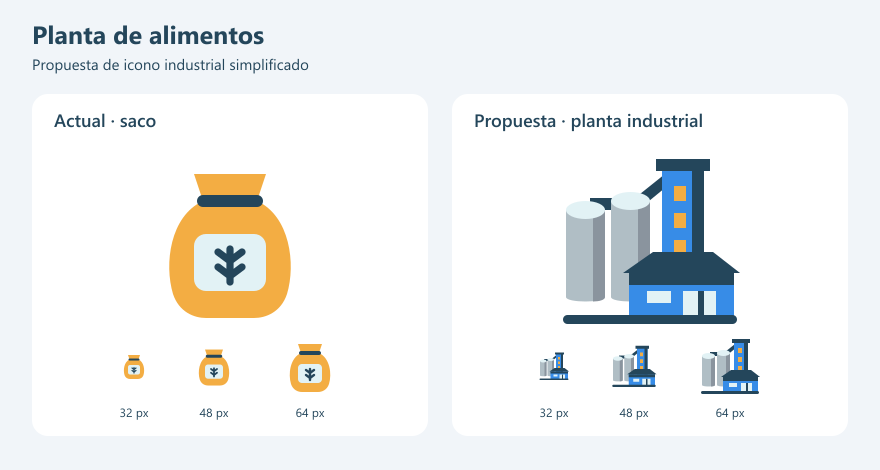 Planta de alimentos
Propuesta de icono industrial simplificado
Actual · saco
32 px
48 px
64 px
Propuesta · planta industrial
32 px
48 px
64 px